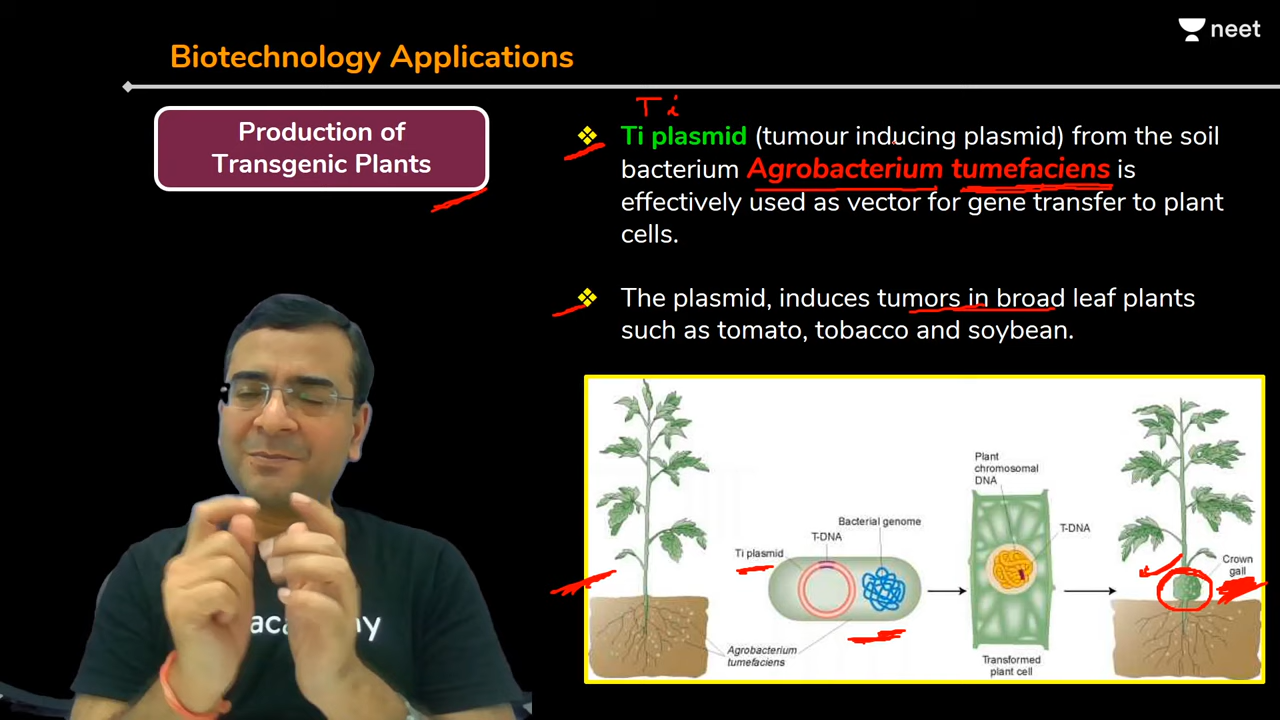 neet
Biotechnology Applications
Production of
Transgenic Plants
Ti
❖ Ti plasmid (tumour inducing plasmid) from the soil
bacterium Agrobacterium tumefaciens is
effectively used as vector for gene transfer to plant
cells.
❖ The plasmid, induces tumors in broad leaf plants
such as tomato, tobacco and soybean.
Plant
chromosomal
DNA
Bacterial genome
T-DNA
T-DNA
Ti plasmid
Crown
gall
Agrobacterium
tumefaciens
Transformed
plant cell